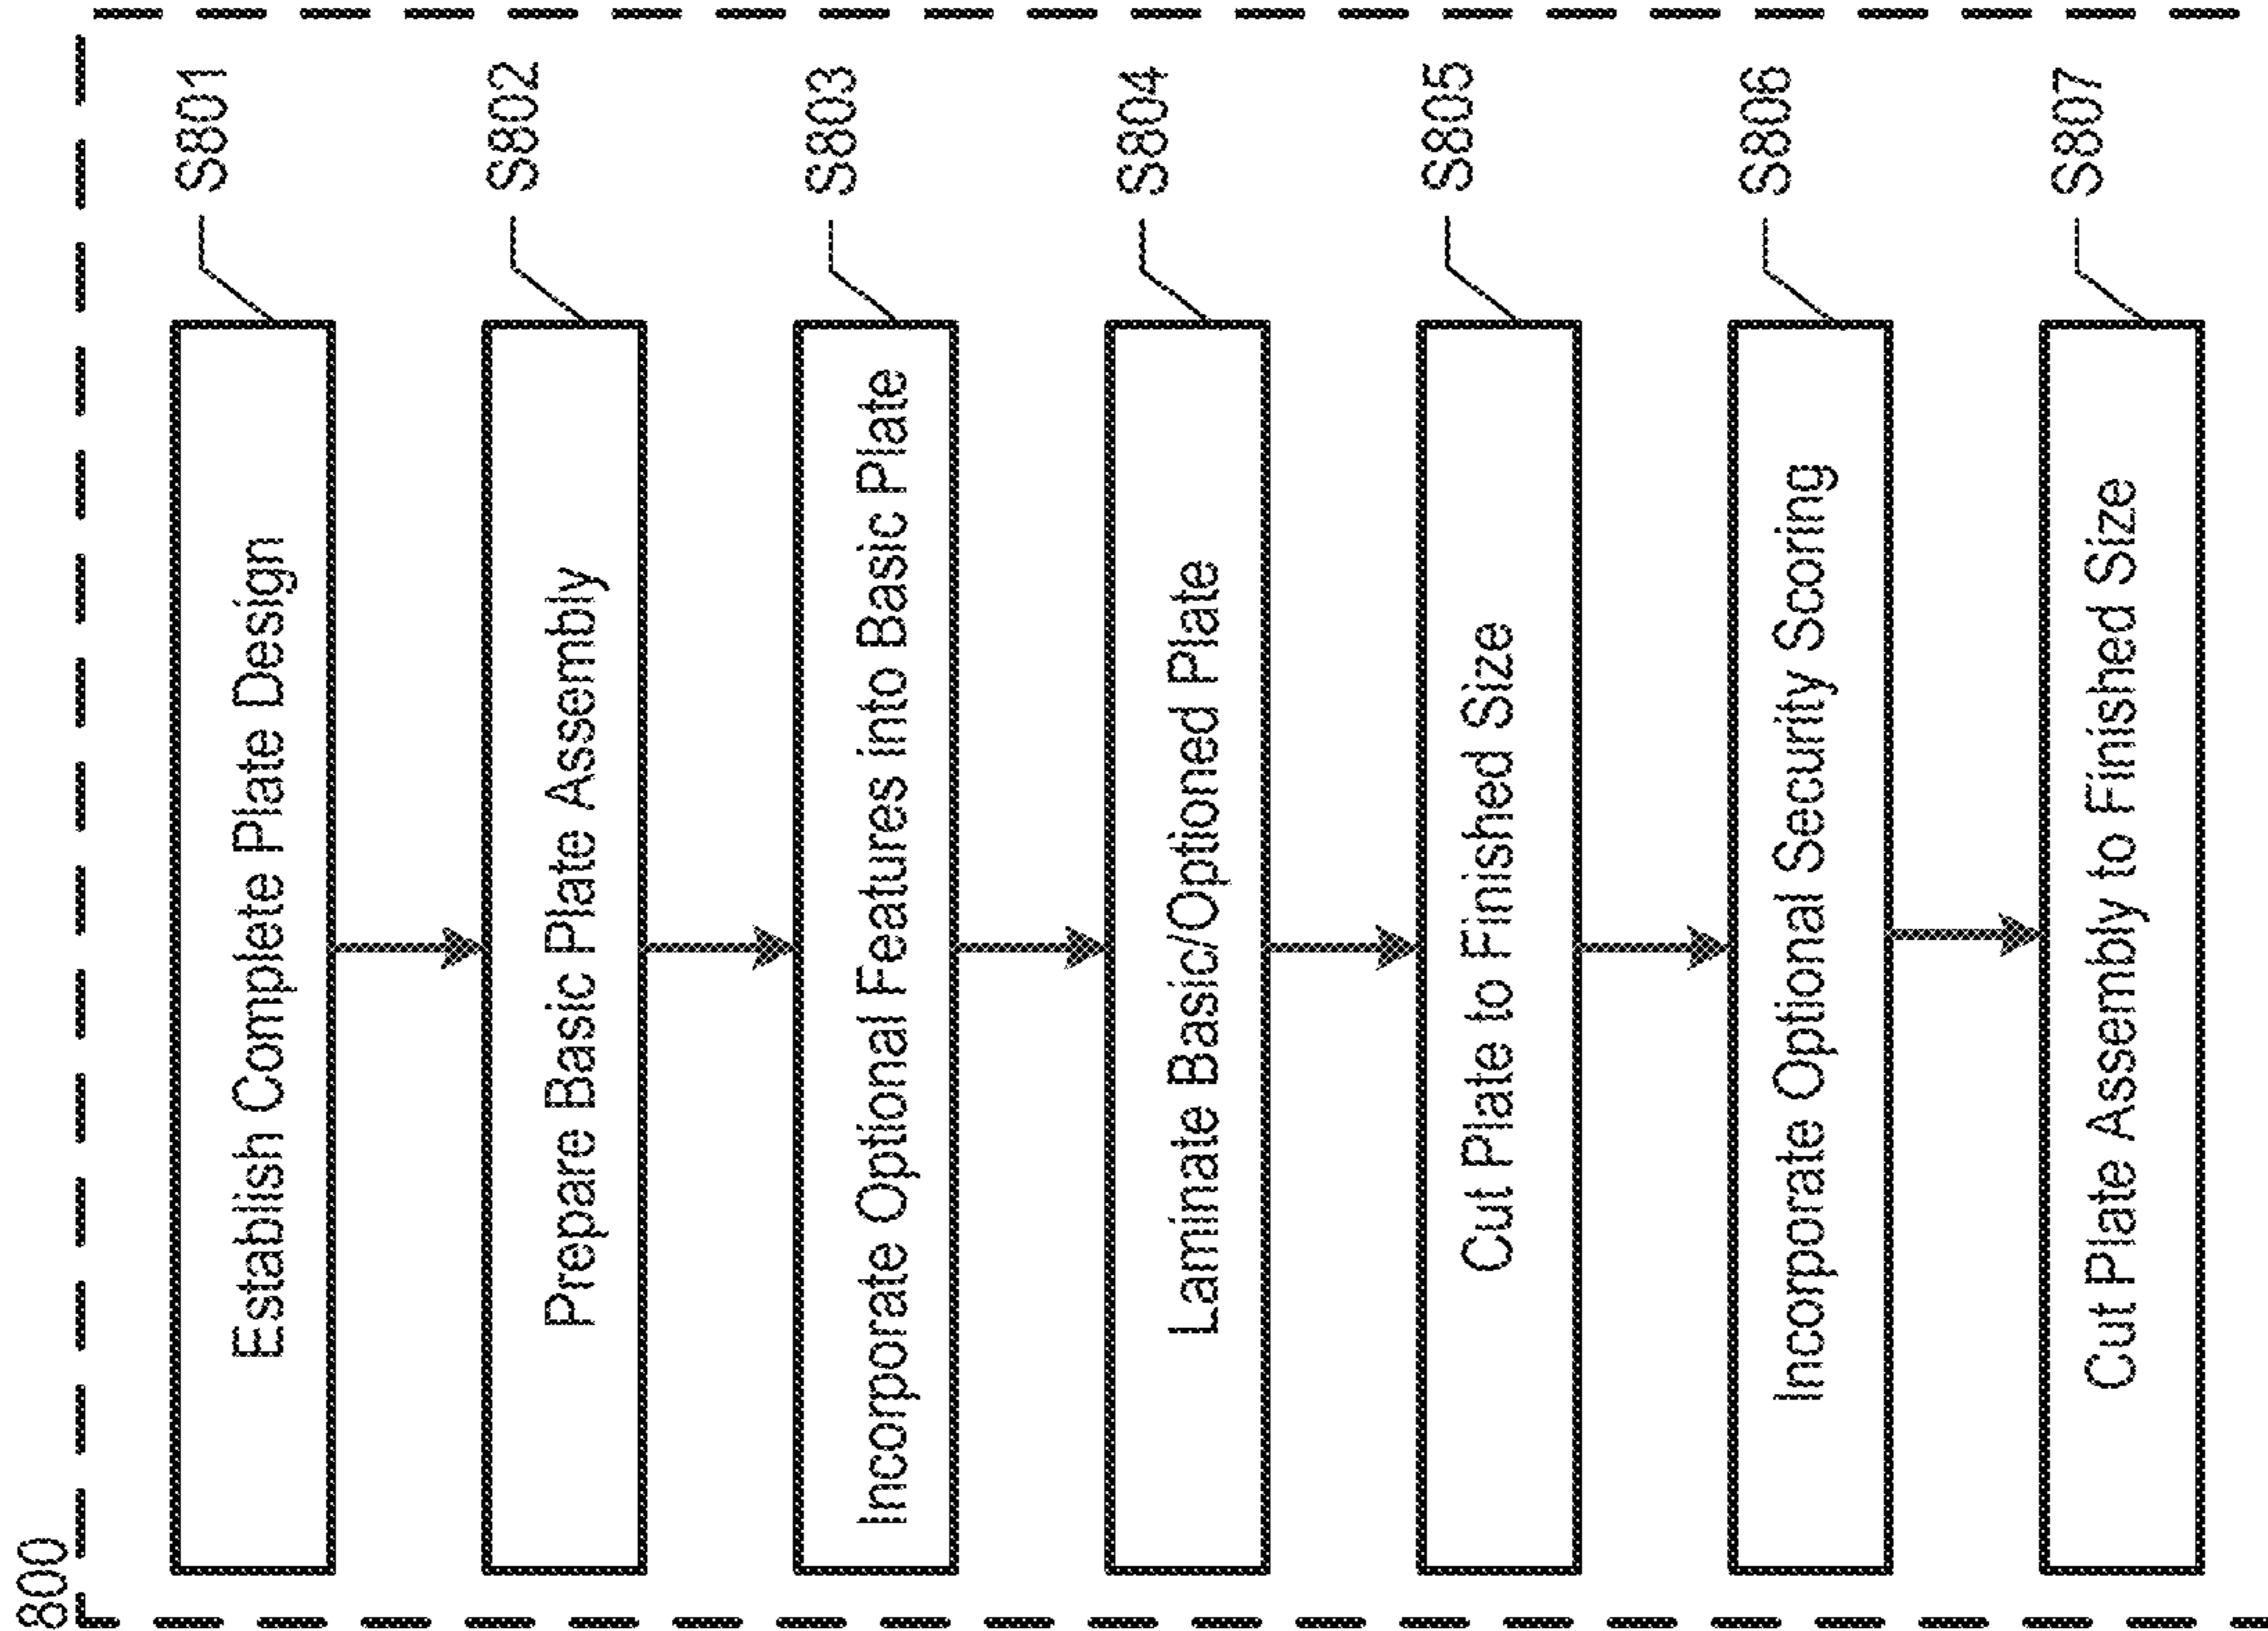 800
Establish Complete Plate Design
S801
Prepare Basic Plate Assembly
S802
Incorporate Optional Features into Basic Plate
S803
Laminate Basic/Optioned Plate
S804
Cut Plate to Finished Size
S805
Incorporate Optional Security Scoring
S806
Cut Plate Assembly to Finished Size
S807